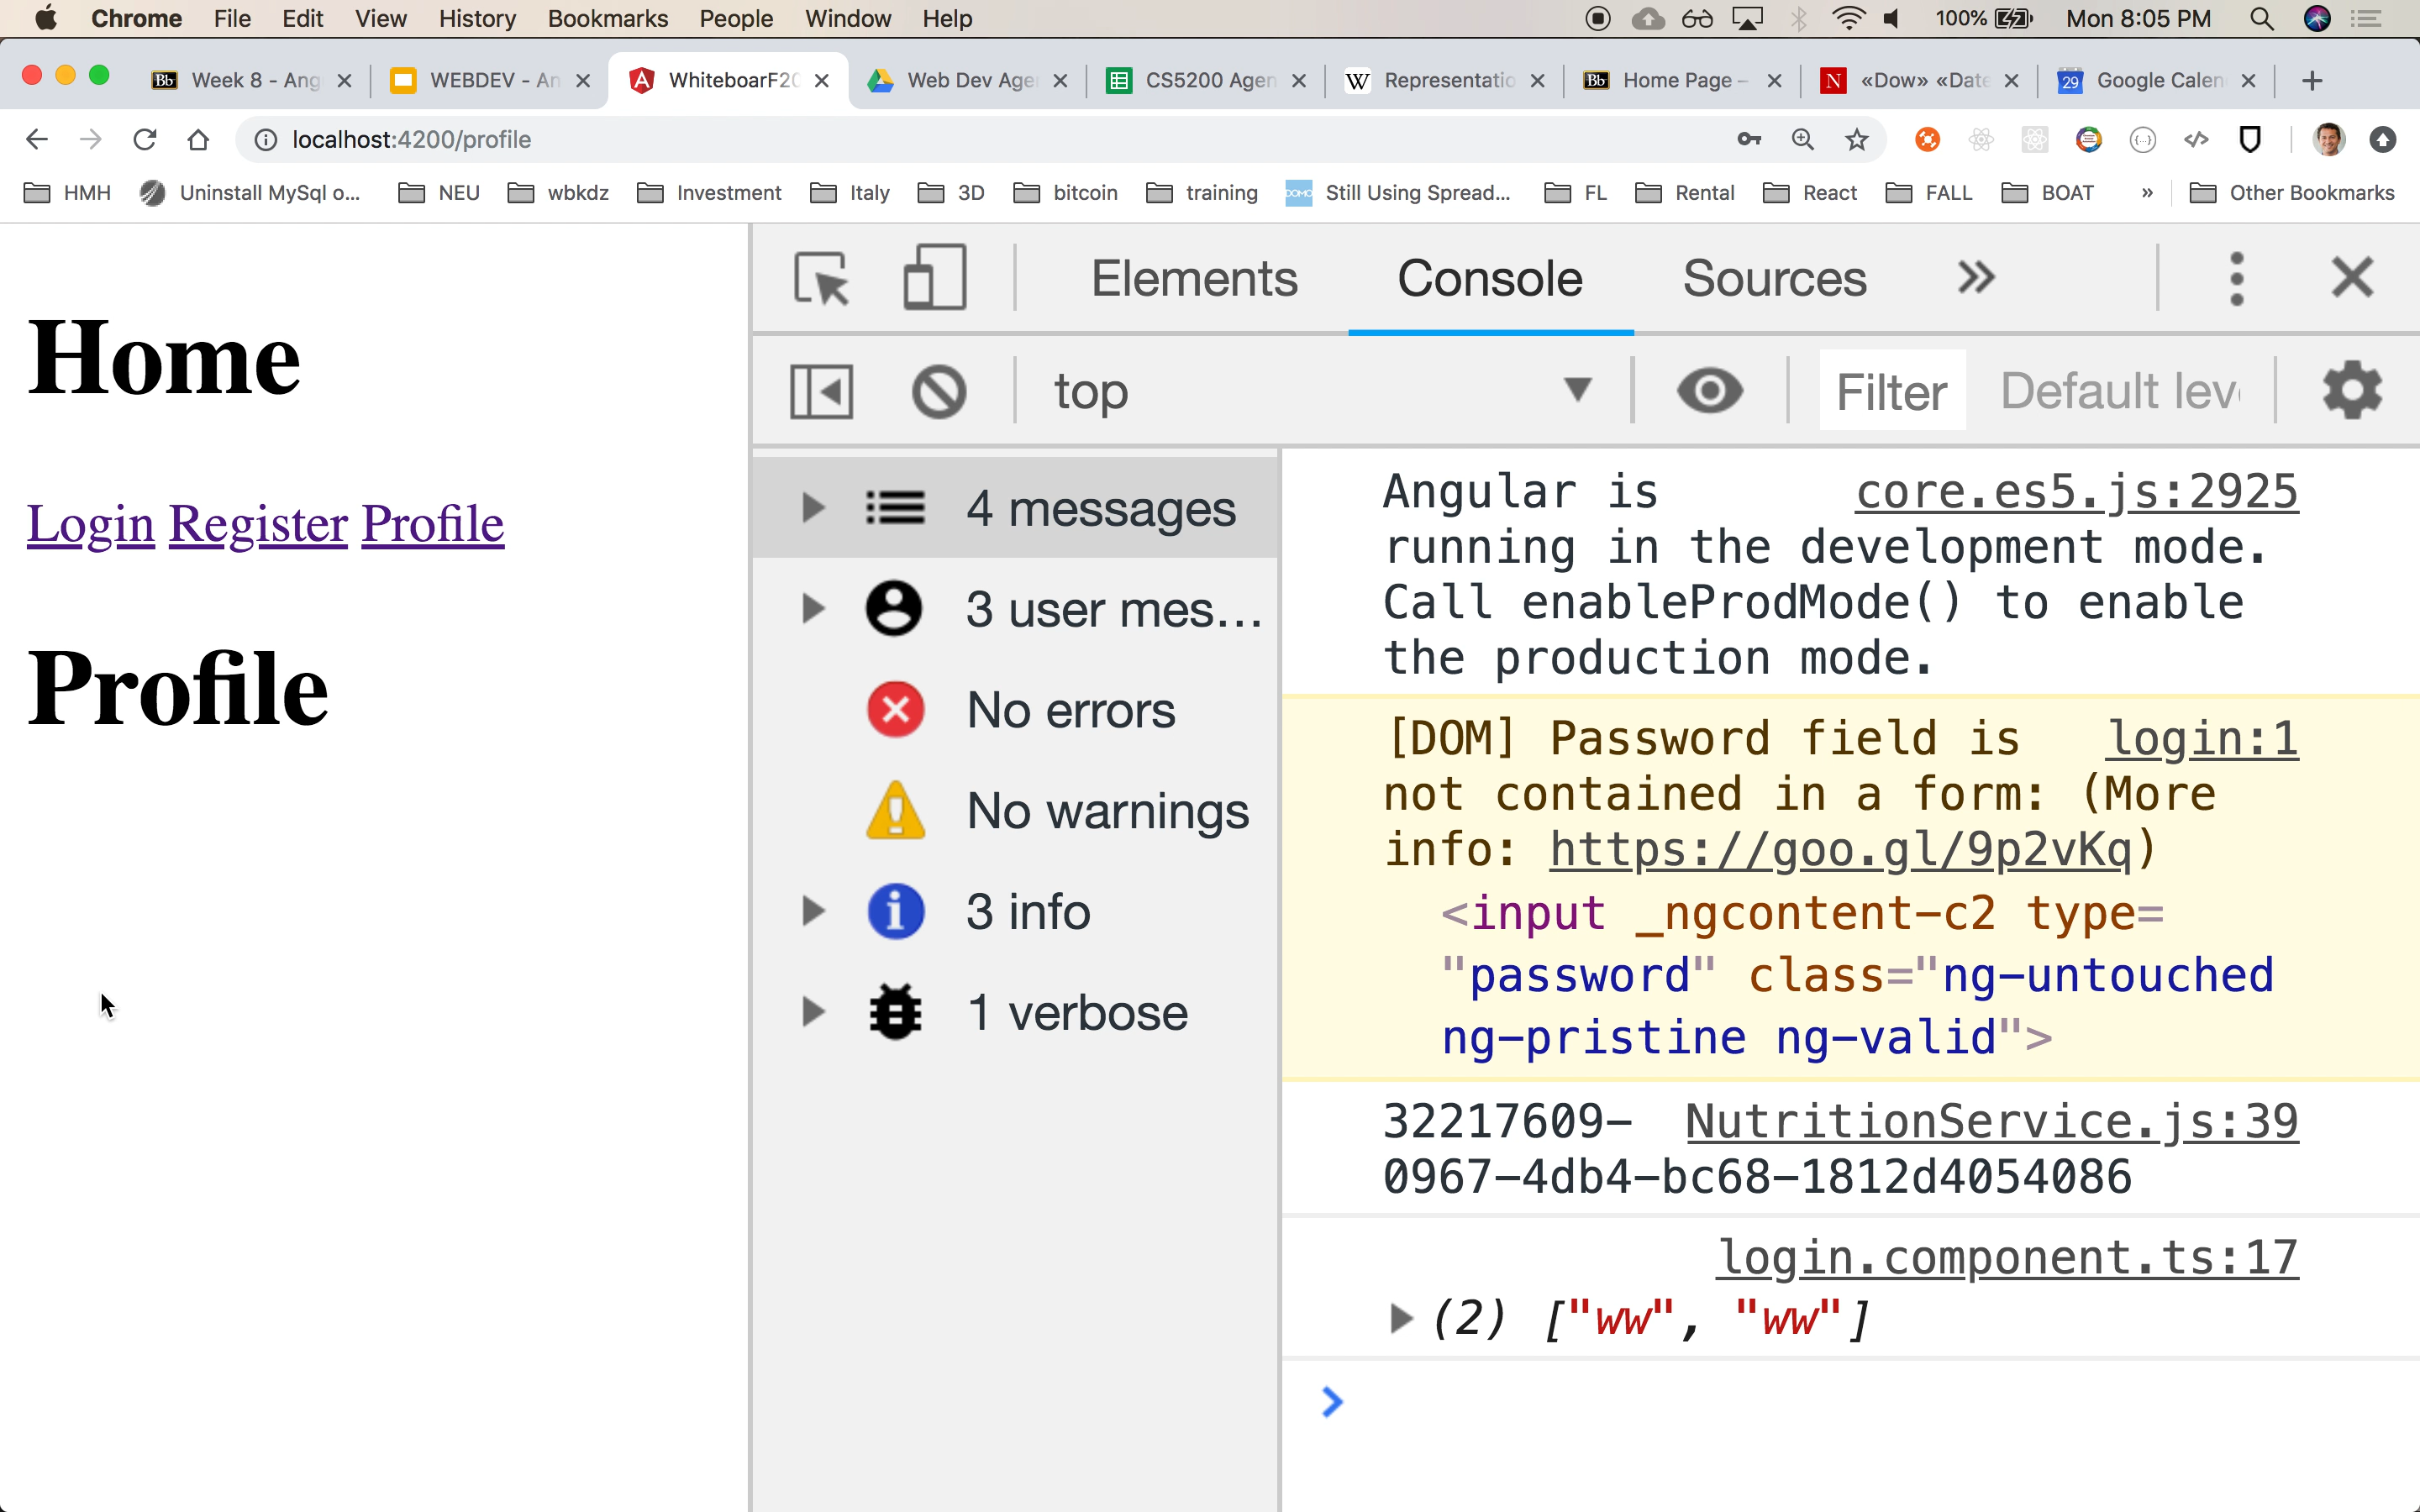 Chrome File Edit View History Bookmarks People Window Help 100% Mon 8:05 PM
Week 8 - Ang WEBDEV - An WhiteboarF20 Web Dev Age CS5200 Agen Representatio Home Page - «Dow» «Date Google Calen
localhost:4200/profile
HMH Uninstall MySql o... NEU wbkdz Investment Italy 3D bitcoin training Still Using Spread... FL Rental React FALL BOAT » Other Bookmarks
Home
Login Register Profile
Profile
Elements Console Sources
top Filter Default lev
4 messages
3 user mes...
No errors
No warnings
3 info
1 verbose
Angular is core.es5.js:2925
running in the development mode.
Call enableProdMode() to enable
the production mode.
[DOM] Password field is login:1
not contained in a form: (More
info: https://goo.gl/9p2vKq)
<input _ngcontent-c2 type=
"password" class="ng-untouched
ng-pristine ng-valid">
32217609- NutritionService.js:39
0967-4db4-bc68-1812d4054086
login.component.ts:17
(2) ["ww", "ww"]